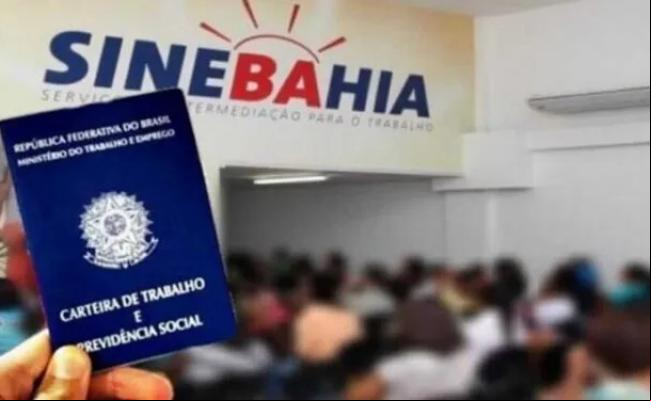 SINEBAHIA
INTERMEDIAÇÃO PARA O TRABALHO
REPÚBLICA FEDERATIVA DO BRASIL
MINISTÉRIO DO TRABALHO E EMPREGO
CARTEIRA DE TRABALHO
E
PREVIDÊNCIA SOCIAL